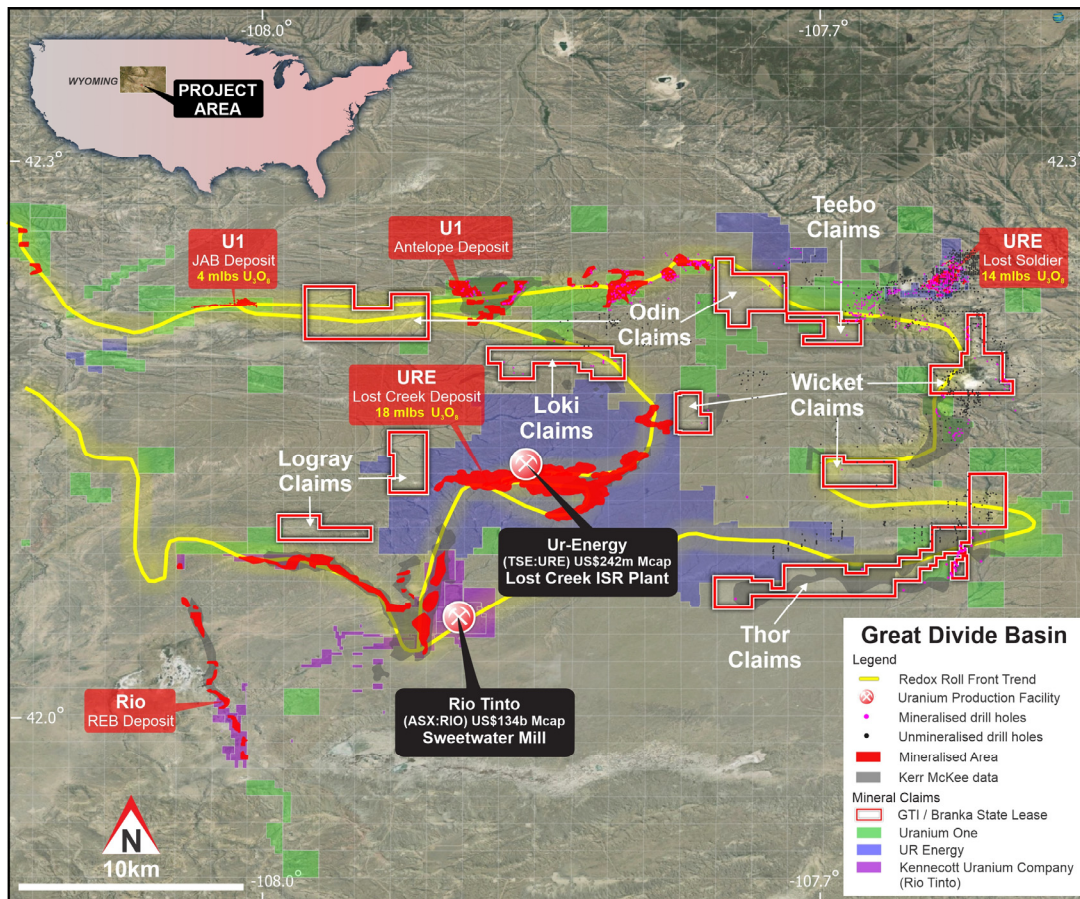 -108.0°
-107.7°
WYOMING
PROJECT
AREA
42.3°
42.3°
Teebo
Claims
U1
JAB Deposit
4 mlbs U₃O₈
U1
Antelope Deposit
URE
Lost Soldier
14 mlbs U₃O₈
Odin
Claims
URE
Lost Creek Deposit
18 mlbs U₃O₈
Loki
Claims
Wicket
Claims
Logray
Claims
Ur-Energy
(TSE:URE) US$242m Mcap
Lost Creek ISR Plant
Thor
Claims
Rio
REB Deposit
Rio Tinto
(ASX:RIO) US$134b Mcap
Sweetwater Mill
42.0°
N
10km
-108.0°
-107.7°
Great Divide Basin
Legend
Redox Roll Front Trend
Uranium Production Facility
Mineralised drill holes
Unmineralised drill holes
Mineralised Area
Kerr McKee data
Mineral Claims
GTI / Branka State Lease
Uranium One
UR Energy
Kennecott Uranium Company
(Rio Tinto)